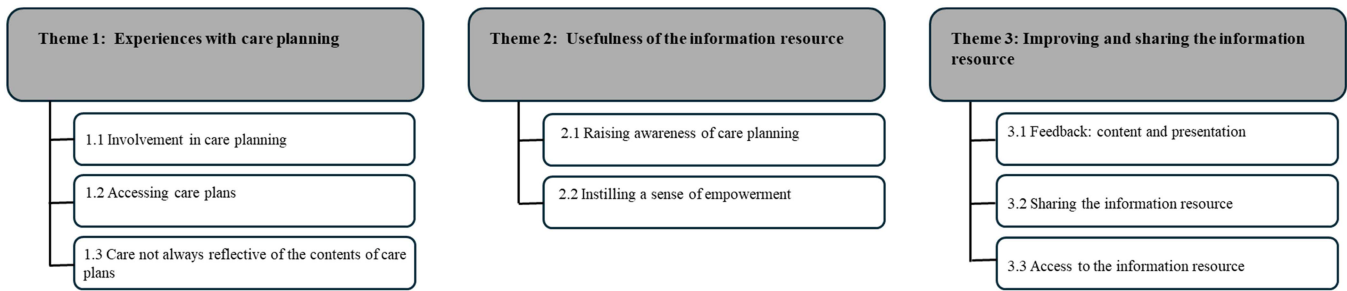 Theme 1: Experiences with care planning
1.1 Involvement in care planning
1.2 Accessing care plans
1.3 Care not always reflective of the contents of care
plans
Theme 2: Usefulness of the information resource
2.1 Raising awareness of care planning
2.2 Instilling a sense of empowerment
Theme 3: Improving and sharing the information
resource
3.1 Feedback: content and presentation
3.2 Sharing the information resource
3.3 Access to the information resource